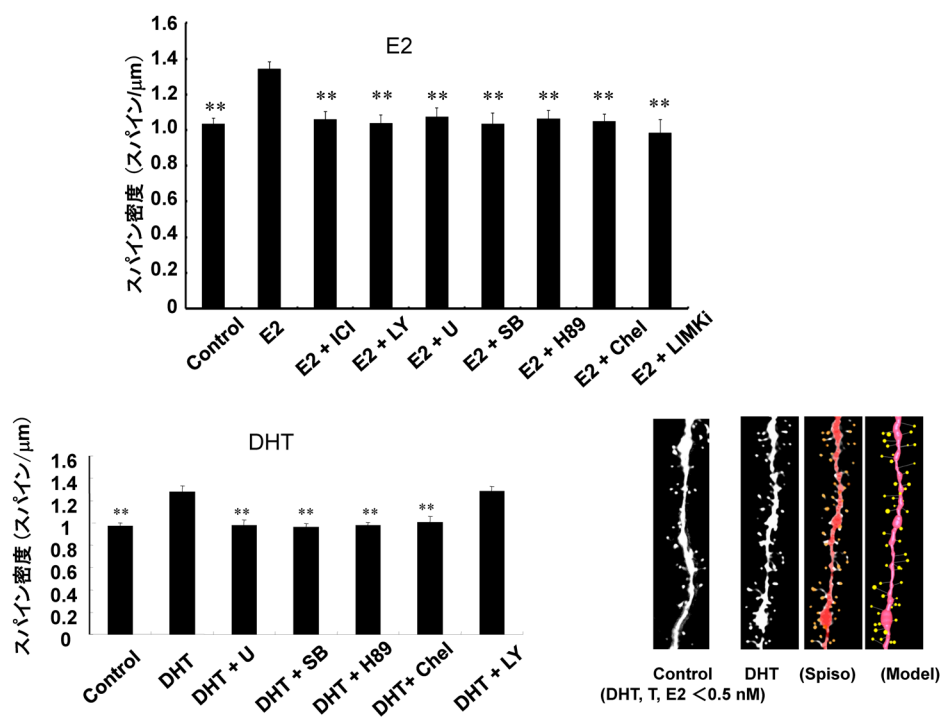 E2
スパイン密度 (スパイン/μm)
1.6
1.4
1.2
1.0
0.8
0.6
0.4
0.2
0
**
**
**
**
**
**
**
**
Control
E2
E2 + ICI
E2 + LY
E2 + U
E2 + SB
E2 + H89
E2 + Chel
E2 + LIMKi
DHT
スパイン密度 (スパイン/μm)
1.6
1.4
1.2
1
0.8
0.6
0.4
0.2
0
**
**
**
**
**
Control
DHT
DHT + U
DHT + SB
DHT + H89
DHT+ Chel
DHT + LY
Control
DHT
(Spiso)
(Model)
(DHT, T, E2 <0.5 nM)